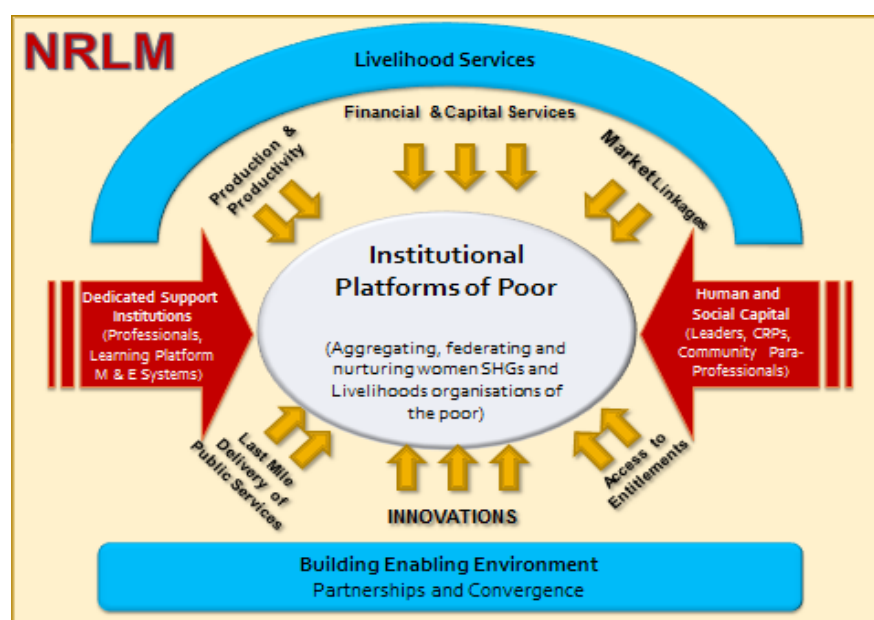 NRLM
Livelihood Services
Financial & Capital Services
Production &
Productivity
Market Linkages
Institutional
Platforms of Poor
(Aggregating, federating and
nurturing women SHGs and
Livelihoods organisations of
the poor)
Dedicated Support
Institutions
(Professionals,
Learning Platform
M & E Systems)
Human and
Social Capital
(Leaders, CRPs,
Community Para-
Professionals)
Last Mile
Delivery of
Public Services
INNOVATIONS
Access to
Entitlements
Building Enabling Environment
Partnerships and Convergence